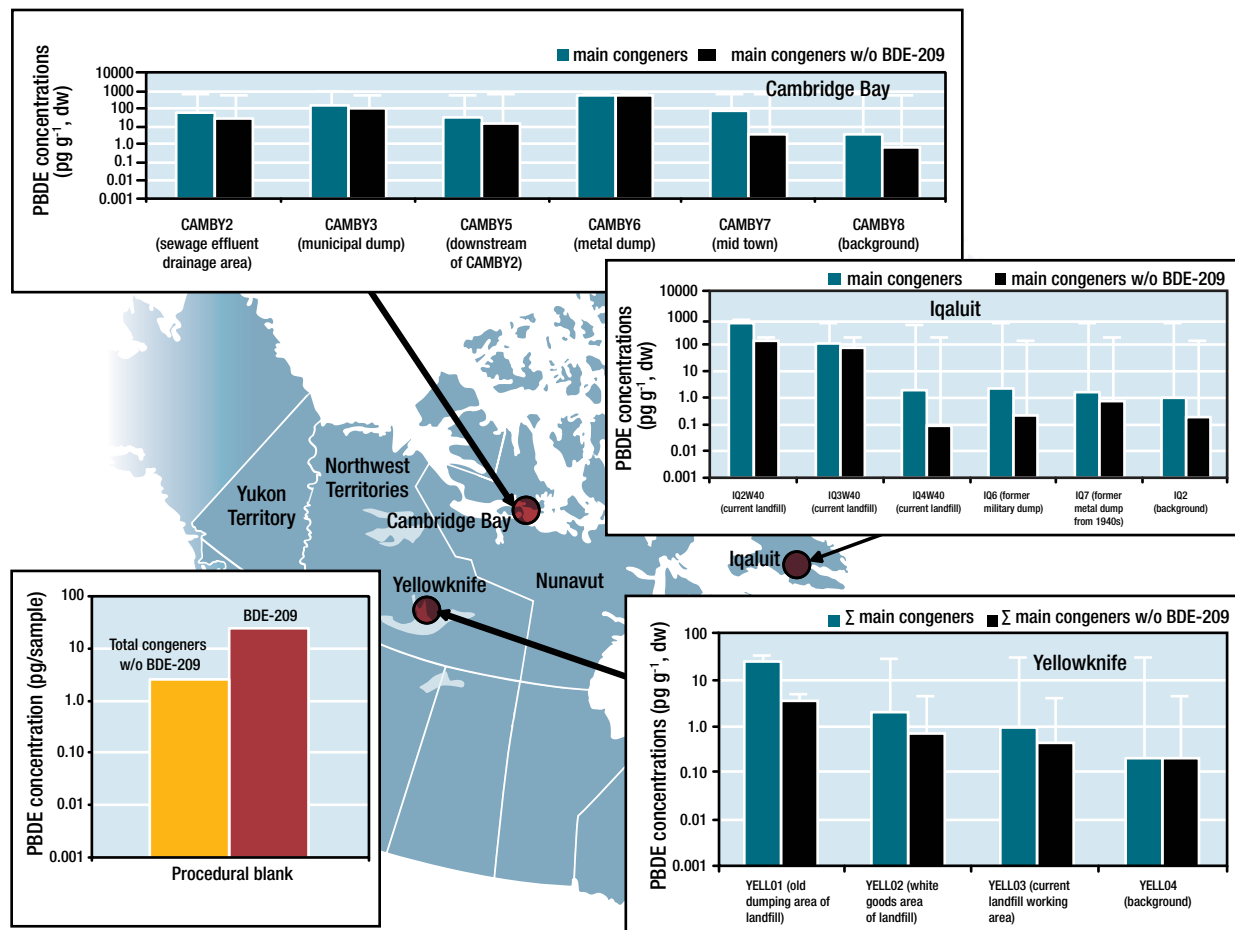 main congeners main congeners w/o BDE-209
Cambridge Bay
PBDE concentrations
(pg g⁻¹, dw)
10000
1000
100
10
1.0
0.1
0.01
0.001
CAMBY2
(sewage effluent
drainage area)
CAMBY3
(municipal dump)
CAMBY5
(downstream
of CAMBY2)
CAMBY6
(metal dump)
CAMBY7
(mid town)
CAMBY8
(background)
main congeners main congeners w/o BDE-209
Iqaluit
PBDE concentrations
(pg g⁻¹, dw)
10000
1000
100
10
1.0
0.1
0.01
0.001
IQ2W40
(current landfill)
IQ3W40
(current landfill)
IQ4W40
(current landfill)
IQ6 (former
military dump)
IQ7 (former
metal dump
from 1940s)
IQ2
(background)
Yukon
Territory
Northwest
Territories
Cambridge Bay
Yellowknife
Nunavut
Iqaluit
PBDE concentration (pg/sample)
100
10
1.0
0.10
0.01
0.001
Total congeners
w/o BDE-209
BDE-209
Procedural blank
∑ main congeners ∑ main congeners w/o BDE-209
Yellowknife
PBDE concentrations (pg g⁻¹, dw)
100
10
1.0
0.10
0.01
0.001
YELL01 (old
dumping area of
landfill)
YELL02 (white
goods area
of landfill)
YELL03 (current
landfill working
area)
YELL04
(background)